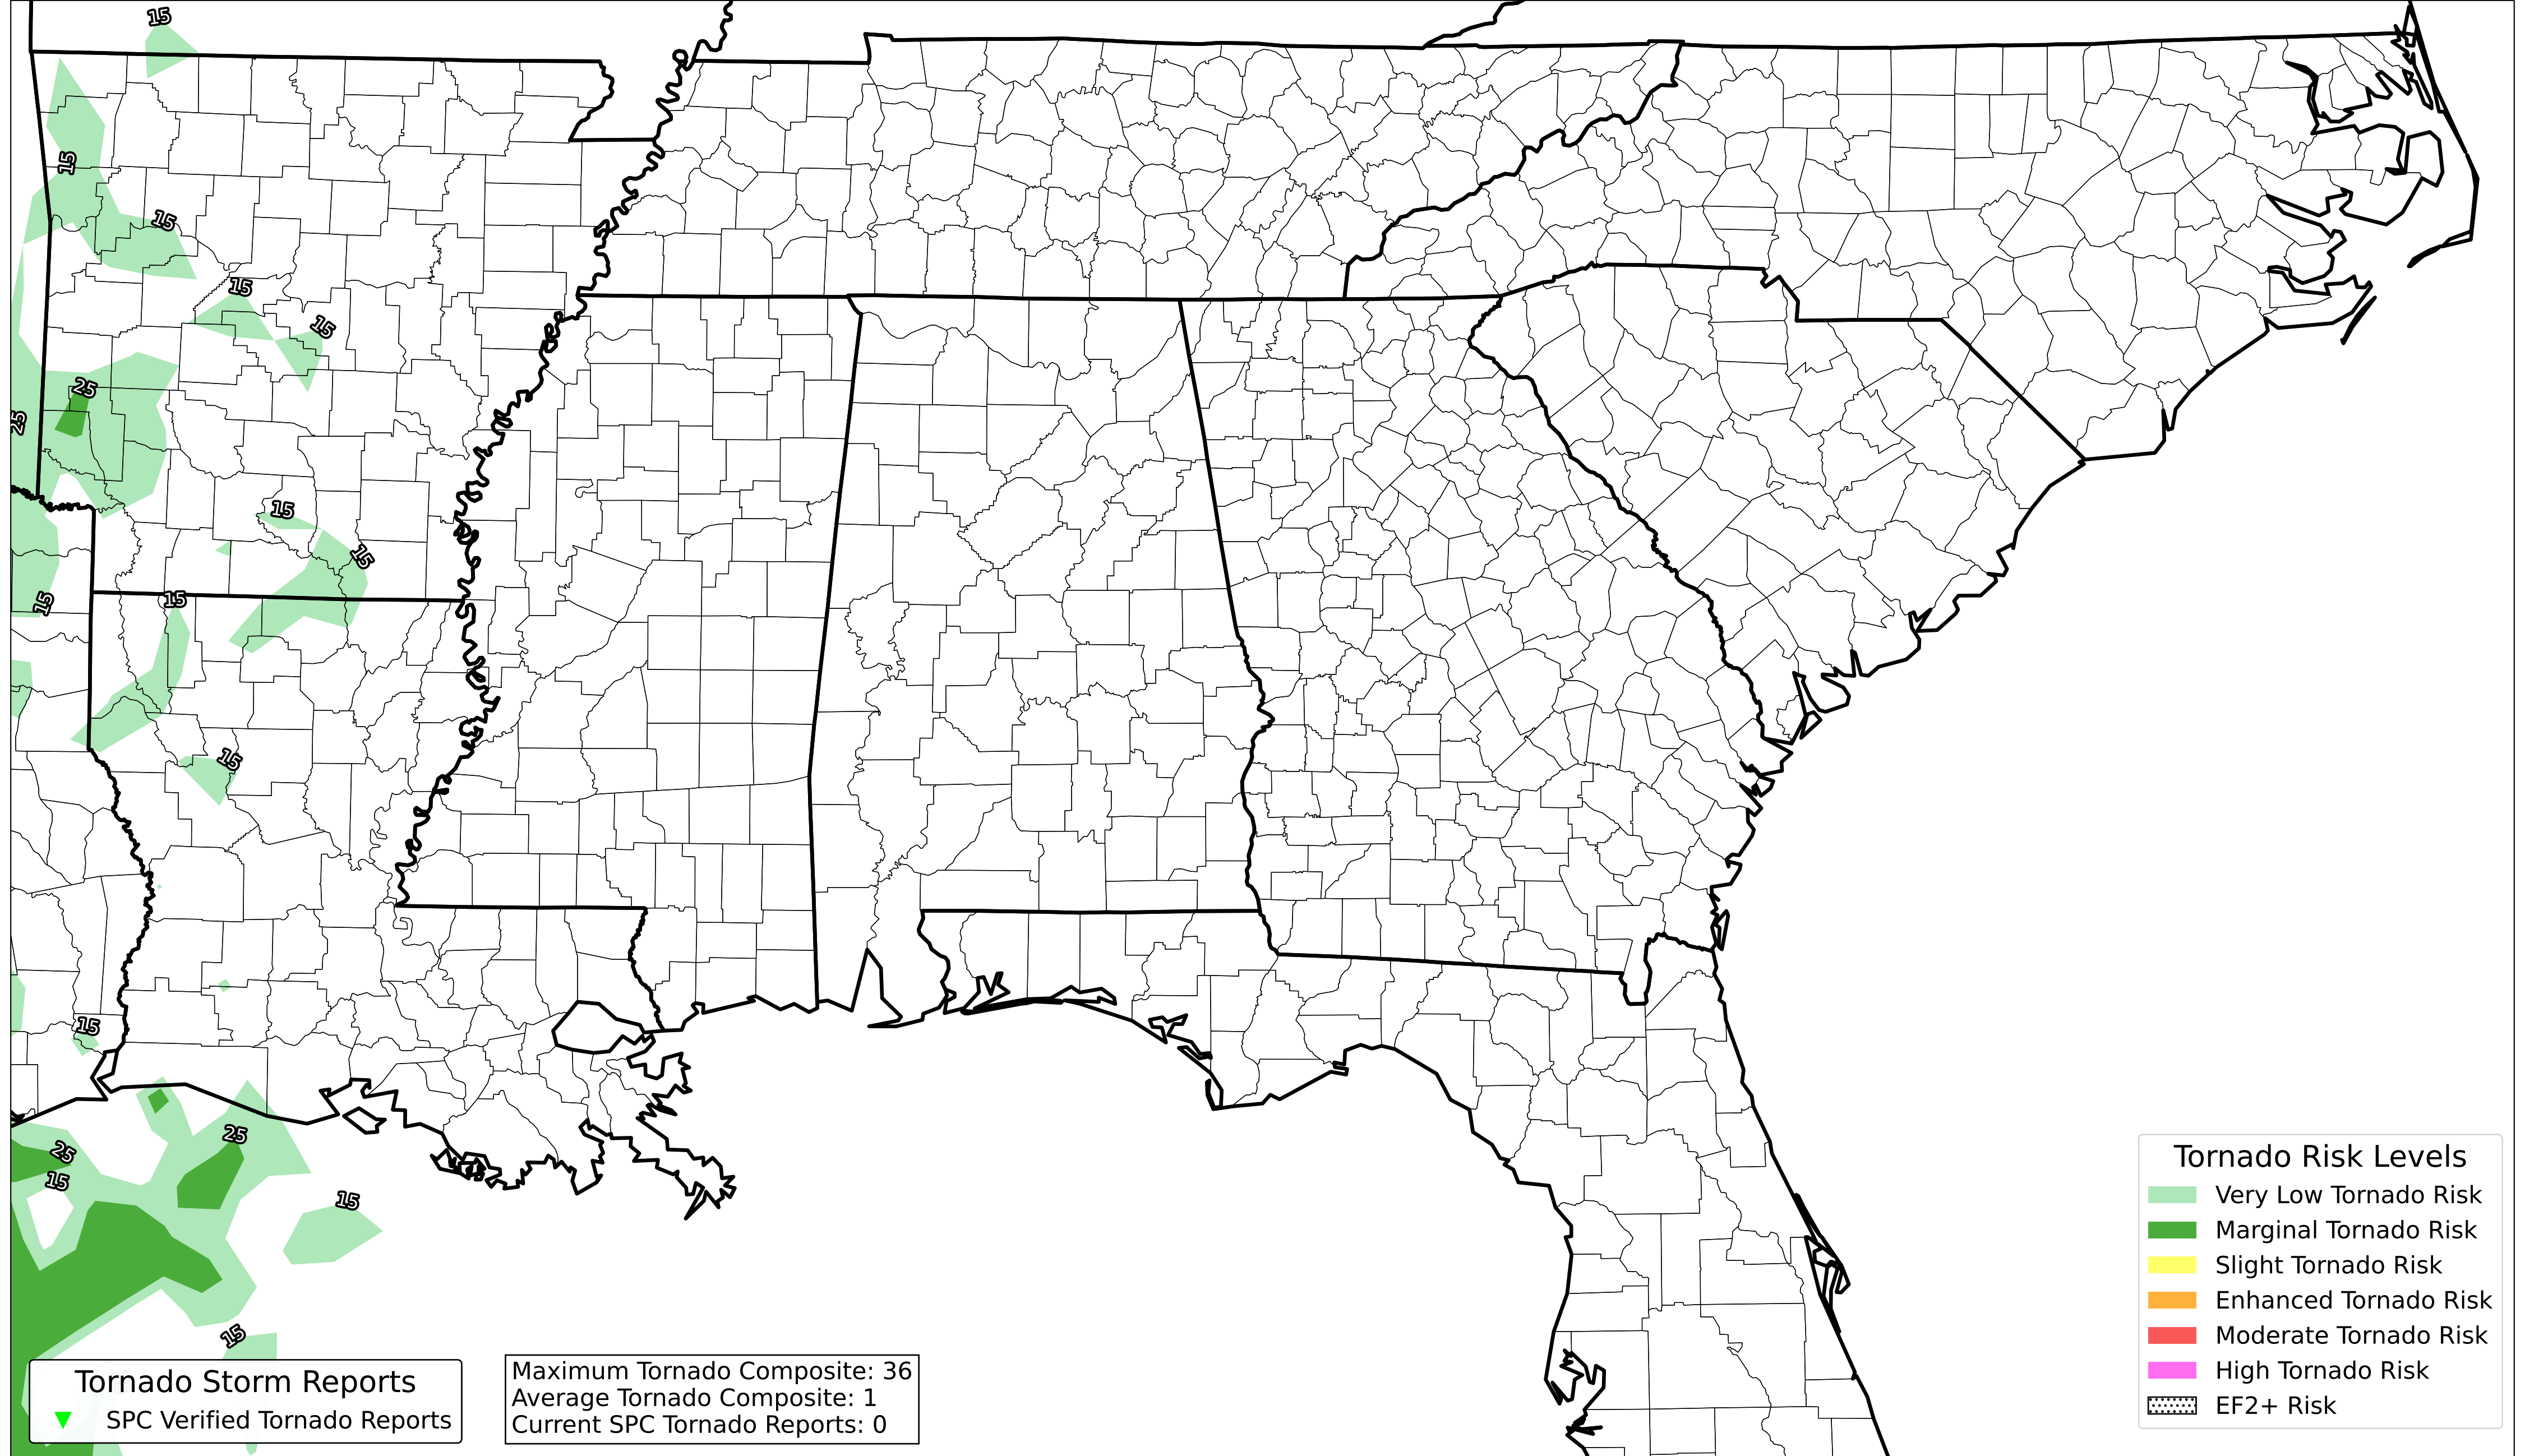 15
15
15
15
15
25
25
15
15
15
15
15
15
25
25
15
15
15
Tornado Risk Levels
Very Low Tornado Risk
Marginal Tornado Risk
Slight Tornado Risk
Enhanced Tornado Risk
Moderate Tornado Risk
High Tornado Risk
EF2+ Risk
Tornado Storm Reports
SPC Verified Tornado Reports
Maximum Tornado Composite: 36
Average Tornado Composite: 1
Current SPC Tornado Reports: 0